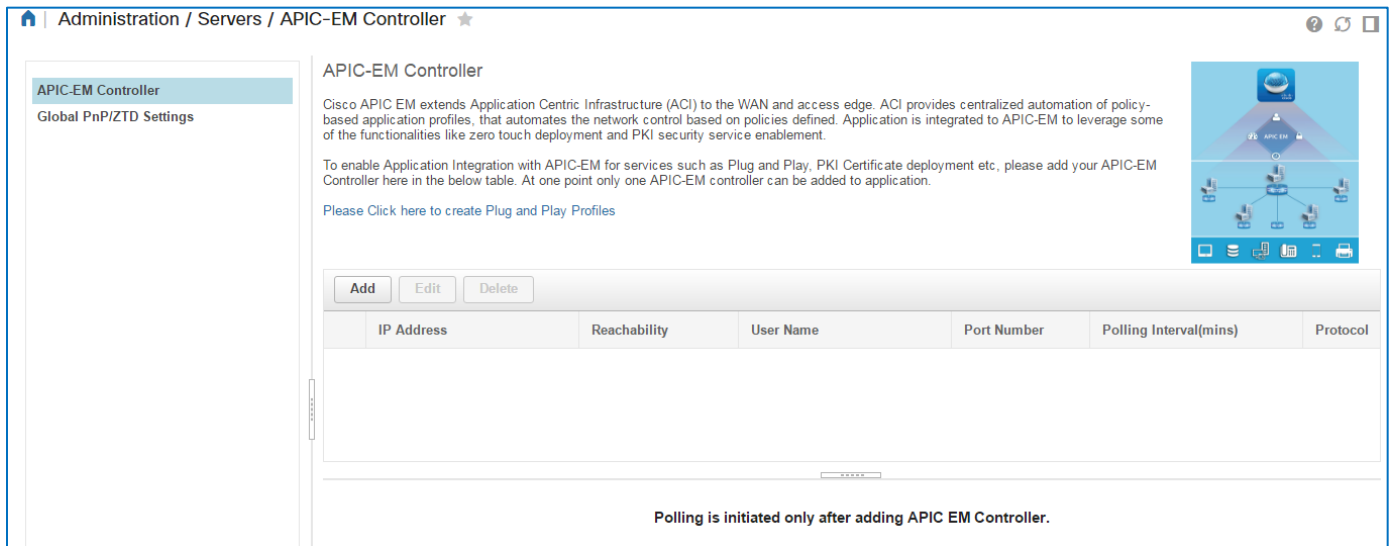 Administration / Servers / APIC-EM Controller
APIC-EM Controller
Global PnP/ZTD Settings
APIC-EM Controller
Cisco APIC EM extends Application Centric Infrastructure (ACI) to the WAN and access edge. ACI provides centralized automation of policy-
based application profiles, that automates the network control based on policies defined. Application is integrated to APIC-EM to leverage some
of the functionalities like zero touch deployment and PKI security service enablement.
To enable Application Integration with APIC-EM for services such as Plug and Play, PKI Certificate deployment etc, please add your APIC-EM
Controller here in the below table. At one point only one APIC-EM controller can be added to application.
Please Click here to create Plug and Play Profiles
APIC EM
Add Edit Delete
IP Address Reachability User Name Port Number Polling Interval(mins) Protocol
Polling is initiated only after adding APIC EM Controller.